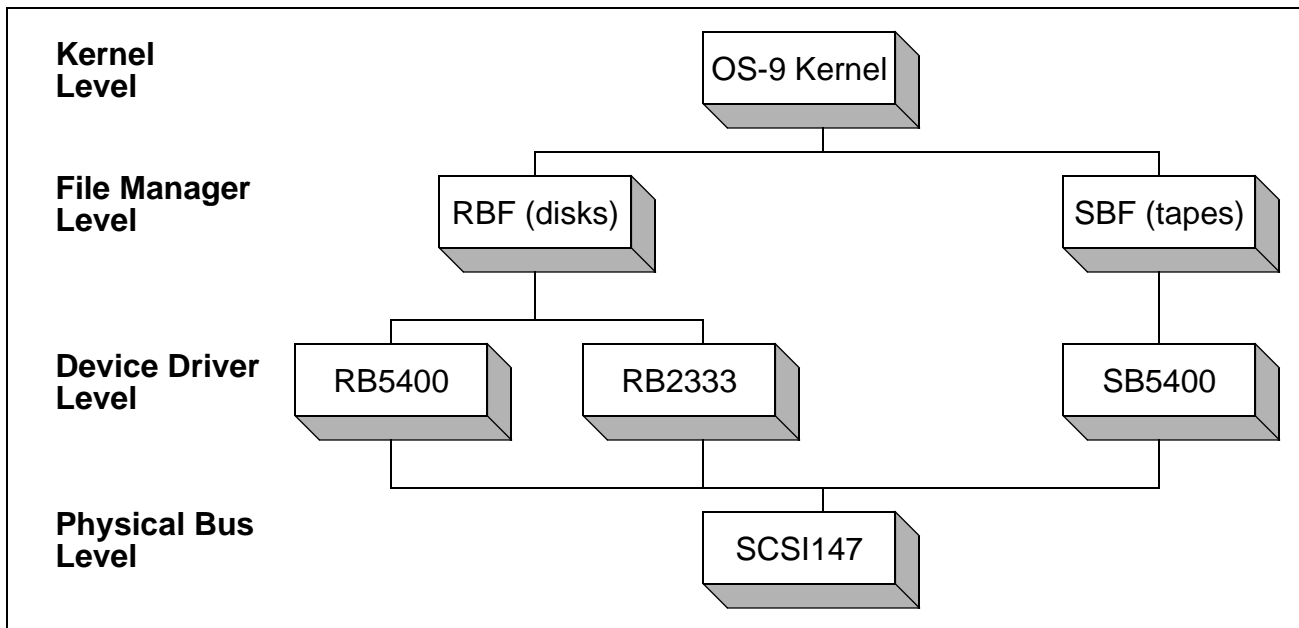 Kernel
Level
OS-9 Kernel
File Manager
Level
RBF (disks)
SBF (tapes)
Device Driver
Level
RB5400
RB2333
SB5400
Physical Bus
Level
SCSI147